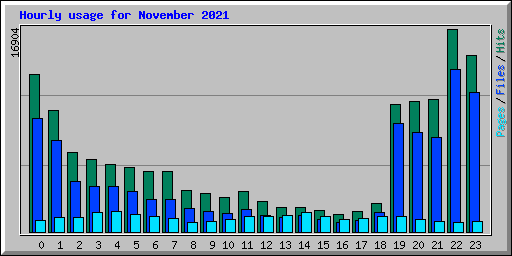 Hourly usage for November 2021
16904
Pages / Files / Hits
0 1 2 3 4 5 6 7 8 9 10 11 12 13 14 15 16 17 18 19 20 21 22 23